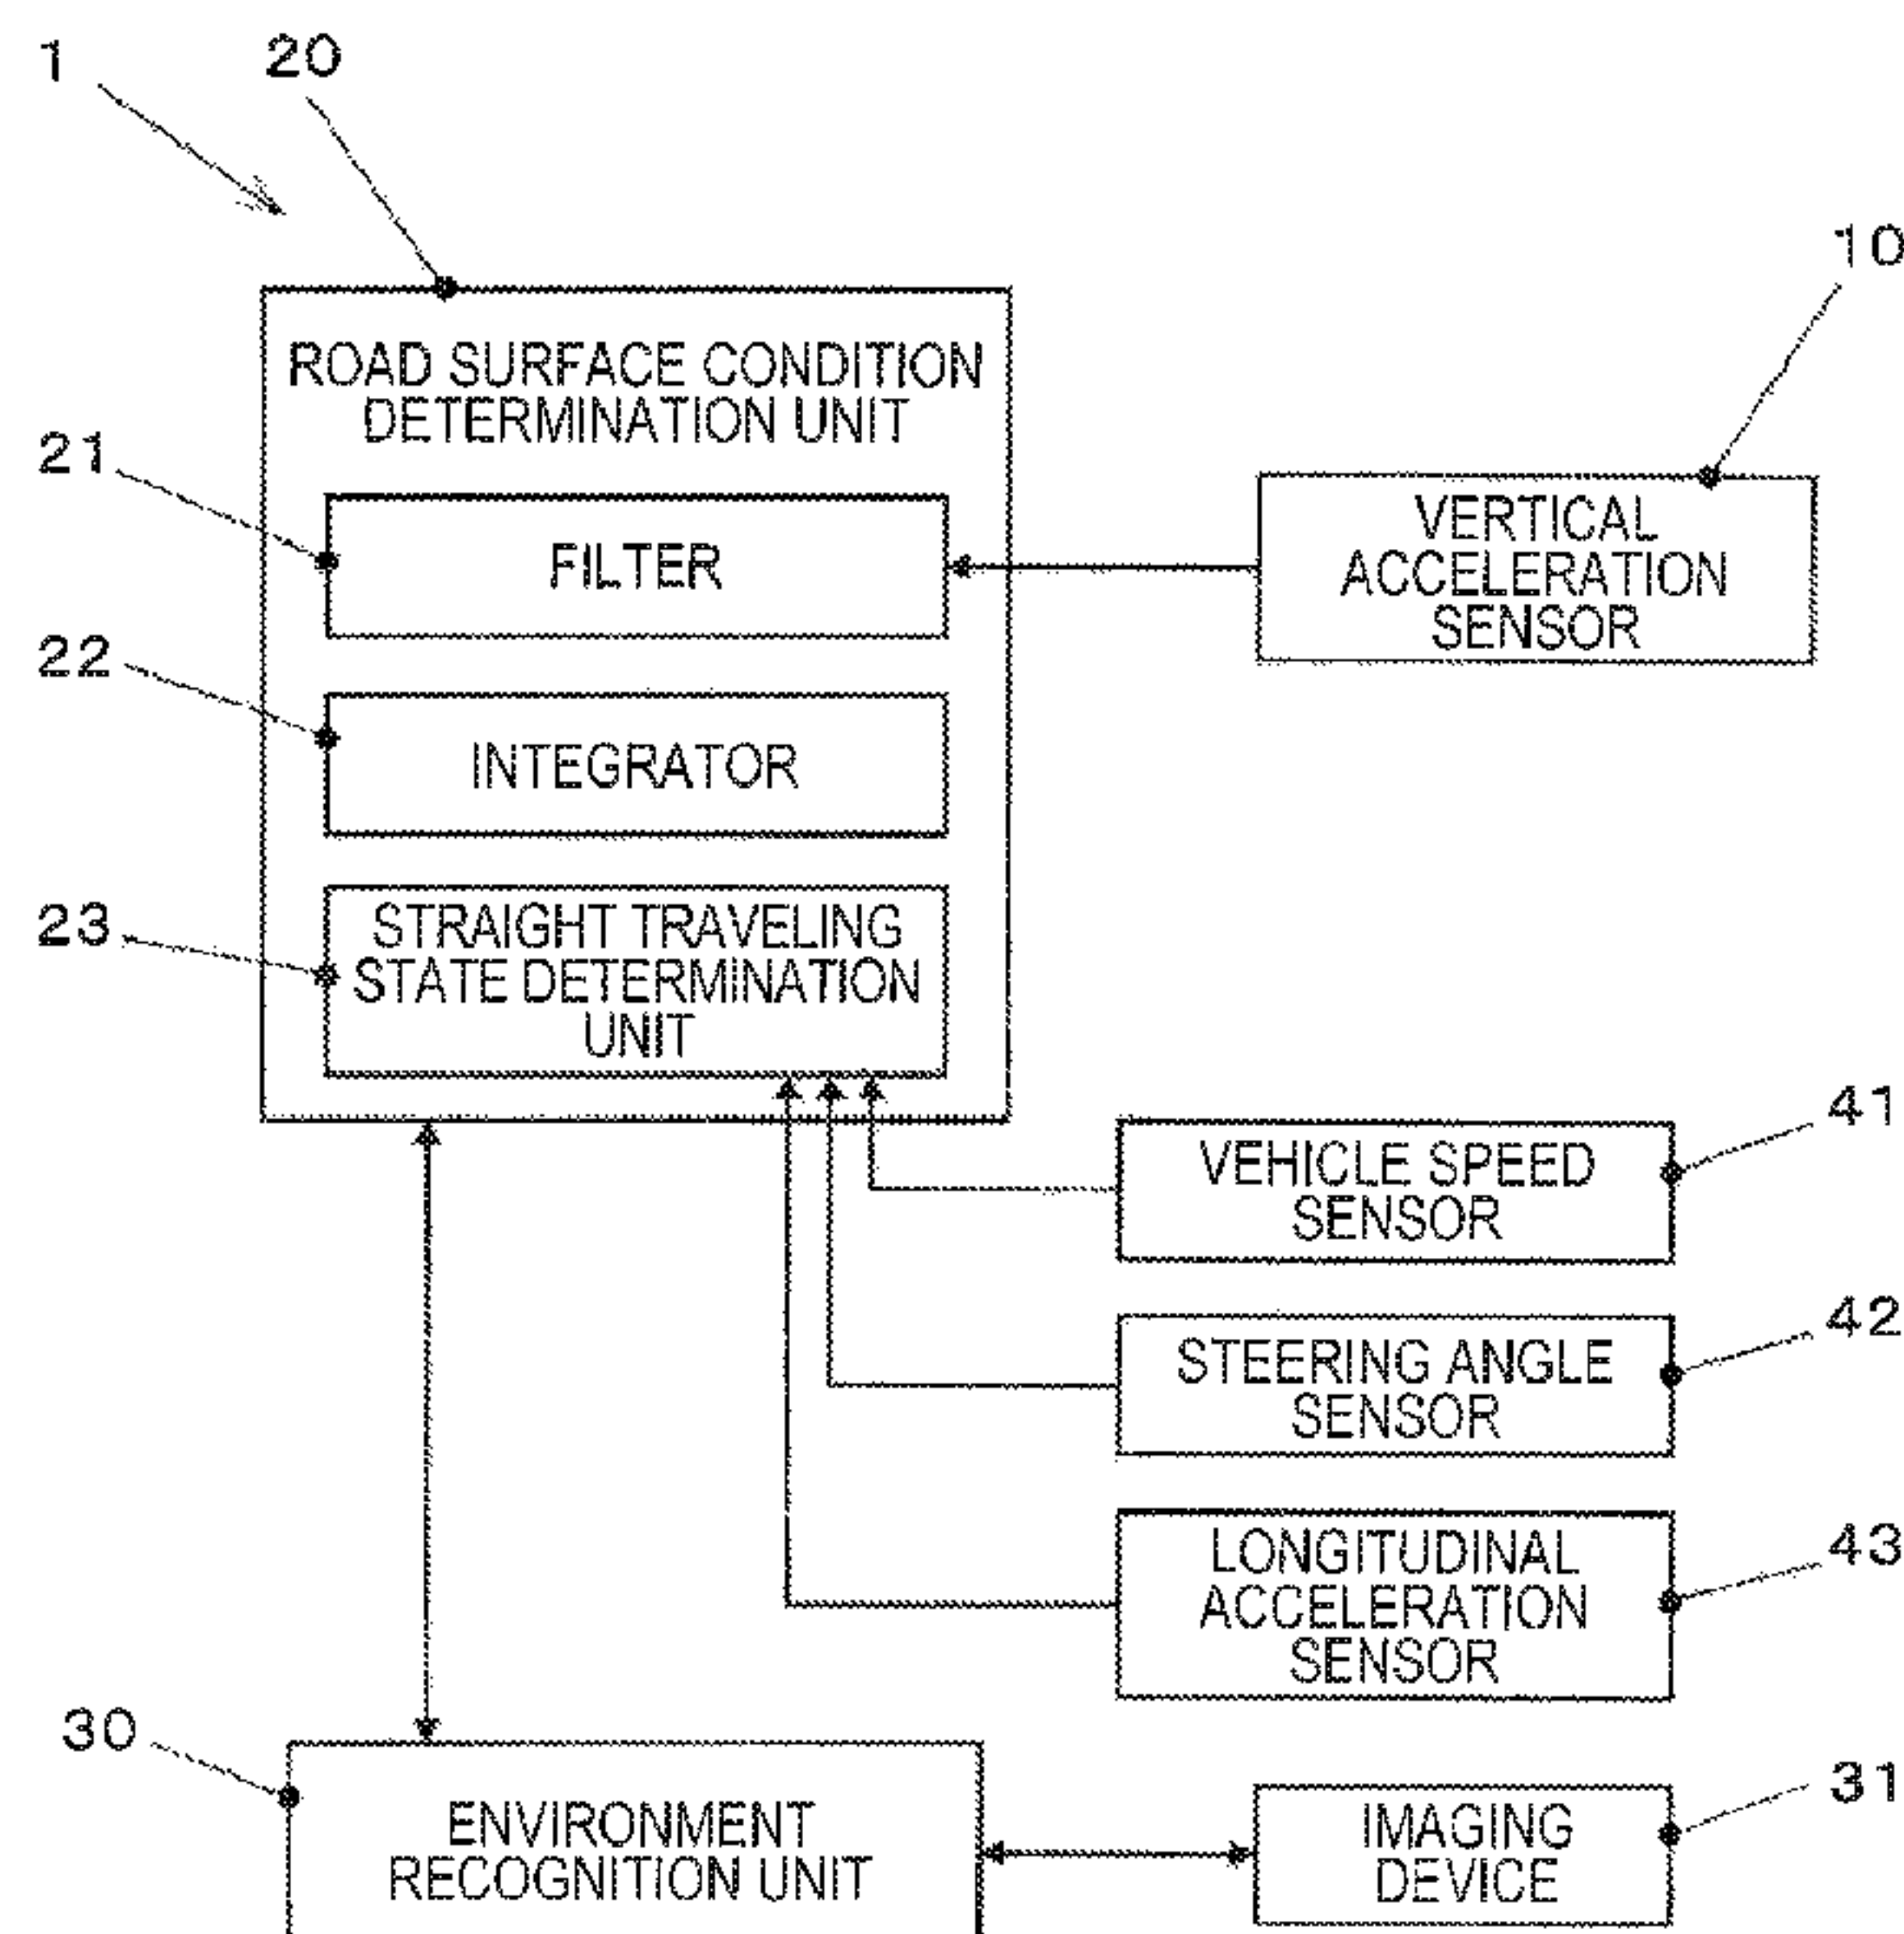 1
20
10
ROAD SURFACE CONDITION
DETERMINATION UNIT
21
FILTER
VERTICAL
ACCELERATION
SENSOR
22
INTEGRATOR
23
STRAIGHT TRAVELING
STATE DETERMINATION
UNIT
41
VEHICLE SPEED
SENSOR
42
STEERING ANGLE
SENSOR
43
LONGITUDINAL
ACCELERATION
SENSOR
30
ENVIRONMENT
RECOGNITION UNIT
31
IMAGING
DEVICE